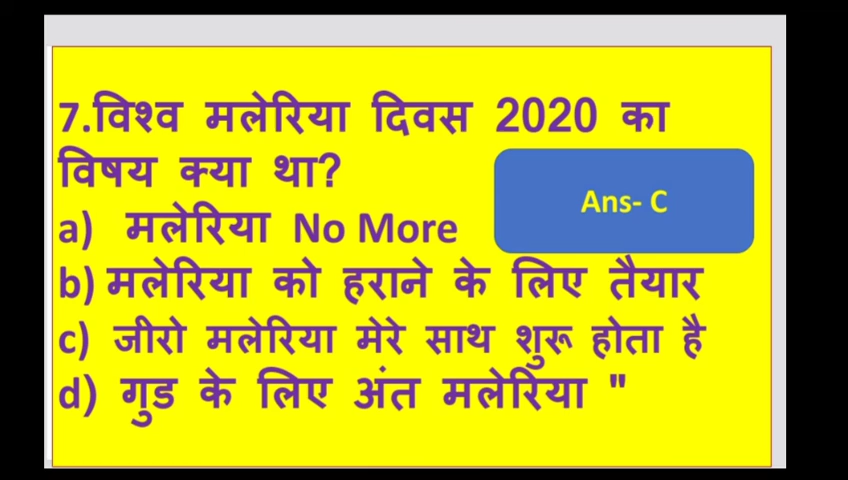 7.विश्व मलेरिया दिवस 2020 का
विषय क्या था?
Ans- C
a) मलेरिया No More
b) मलेरिया को हराने के लिए तैयार
c) जीरो मलेरिया मेरे साथ शुरू होता है
d) गुड के लिए अंत मलेरिया "